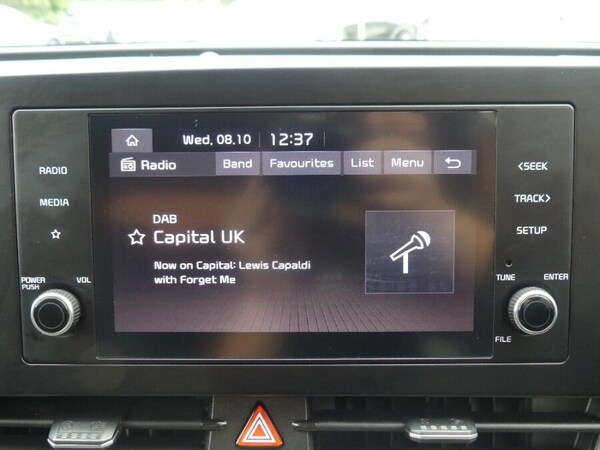 Wed, 08.10 12:37
Radio Band Favourites List Menu
DAB
Capital UK
Now on Capital: Lewis Capaldi
with Forget Me
RADIO
MEDIA
POWER
PUSH
VOL
<SEEK
TRACK>
SETUP
TUNE
ENTER
FILE